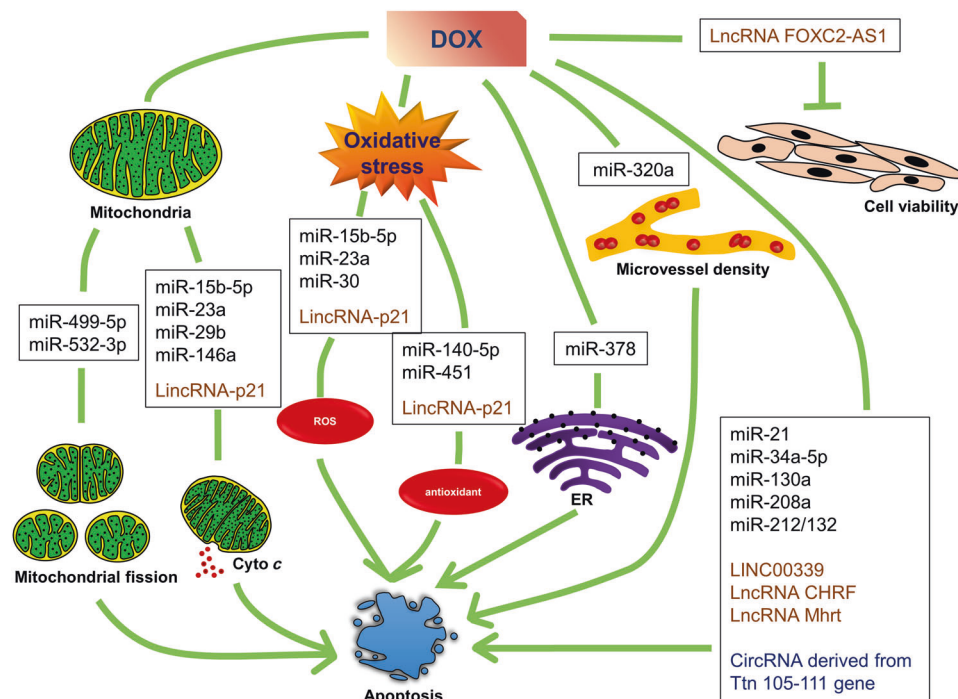 DOX
LncRNA FOXC2-AS1
Oxidative
stress
miR-320a
Mitochondria
Cell viability
miR-15b-5p
miR-23a
miR-30
LincRNA-p21
Microvessel density
miR-15b-5p
miR-23a
miR-29b
miR-146a
LincRNA-p21
miR-499-5p
miR-532-3p
miR-140-5p
miR-451
LincRNA-p21
miR-378
ROS
antioxidant
ER
miR-21
miR-34a-5p
miR-130a
miR-208a
miR-212/132
LINC00339
LncRNA CHRF
LncRNA Mhrt
CircRNA derived from
Ttn 105-111 gene
Mitochondrial fission
Cyto c
Apoptosis